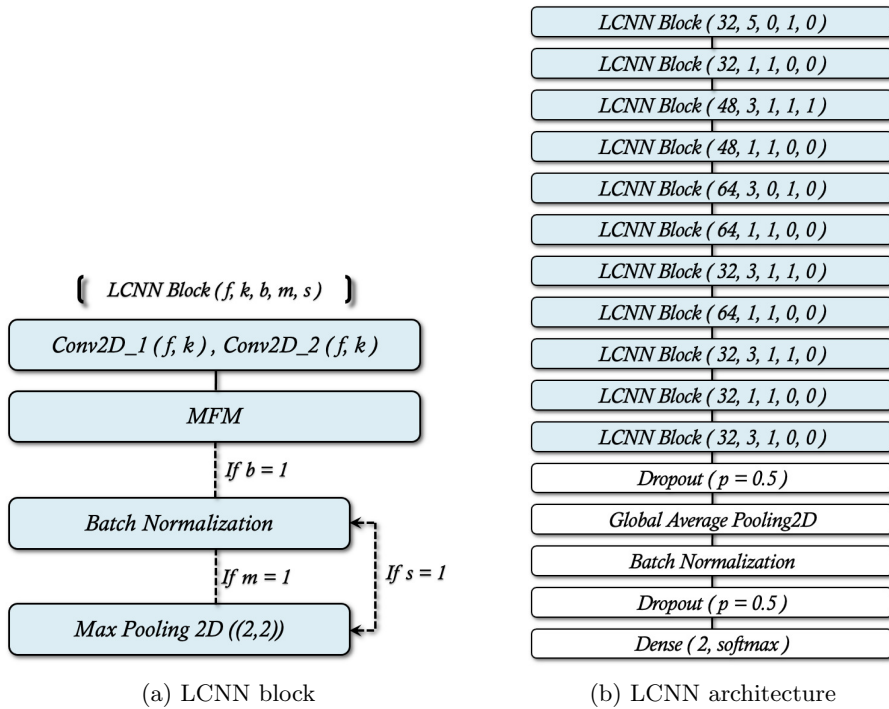 [ LCNN Block ( f, k, b, m, s ) ]
Conv2D_1 ( f, k ) , Conv2D_2 ( f, k )
MFM
If b = 1
Batch Normalization
If m = 1
If s = 1
Max Pooling 2D ((2,2))
(a) LCNN block
LCNN Block ( 32, 5, 0, 1, 0 )
LCNN Block ( 32, 1, 1, 0, 0 )
LCNN Block ( 48, 3, 1, 1, 1 )
LCNN Block ( 48, 1, 1, 0, 0 )
LCNN Block ( 64, 3, 0, 1, 0 )
LCNN Block ( 64, 1, 1, 0, 0 )
LCNN Block ( 32, 3, 1, 1, 0 )
LCNN Block ( 64, 1, 1, 0, 0 )
LCNN Block ( 32, 3, 1, 1, 0 )
LCNN Block ( 32, 1, 1, 0, 0 )
LCNN Block ( 32, 3, 1, 0, 0 )
Dropout ( p = 0.5 )
Global Average Pooling2D
Batch Normalization
Dropout ( p = 0.5 )
Dense ( 2, softmax )
(b) LCNN architecture